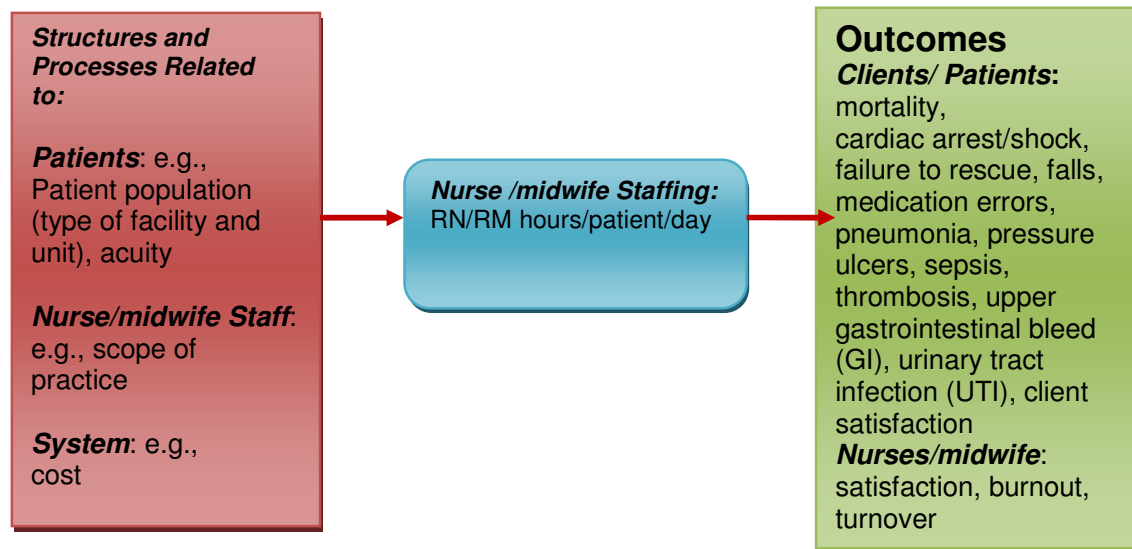 Structures and
Processes Related
to:
Patients: e.g.,
Patient population
(type of facility and
unit), acuity
Nurse/midwife Staff:
e.g., scope of
practice
System: e.g.,
cost
Nurse /midwife Staffing:
RN/RM hours/patient/day
Outcomes
Clients/ Patients:
mortality,
cardiac arrest/shock,
failure to rescue, falls,
medication errors,
pneumonia, pressure
ulcers, sepsis,
thrombosis, upper
gastrointestinal bleed
(GI), urinary tract
infection (UTI), client
satisfaction
Nurses/midwife:
satisfaction, burnout,
turnover